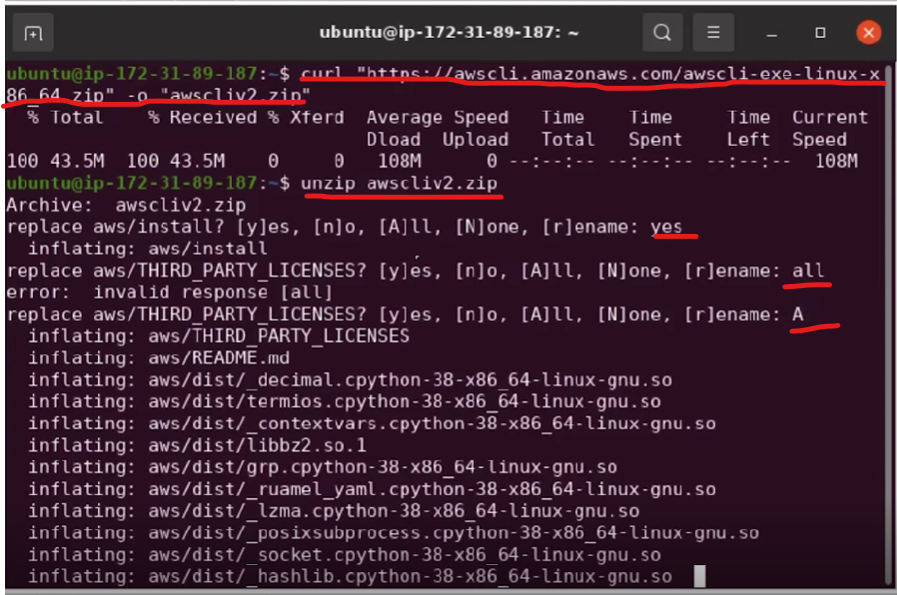 ubuntu@ip-172-31-89-187: ~
ubuntu@ip-172-31-89-187:~$ curl "https://awscli.amazonaws.com/awscli-exe-linux-x
86_64.zip" -o "awscliv2.zip"
% Total % Received % Xferd Average Speed Time Time Time Current
Dload Upload Total Spent Left Speed
100 43.5M 100 43.5M 0 0 108M 0 --:--:-- --:--:-- --:--:-- 108M
ubuntu@ip-172-31-89-187:~$ unzip awscliv2.zip
Archive: awscliv2.zip
replace aws/install? [y]es, [n]o, [A]ll, [N]one, [r]ename: yes
inflating: aws/install
replace aws/THIRD_PARTY_LICENSES? [y]es, [n]o, [A]ll, [N]one, [r]ename: all
error: invalid response [all]
replace aws/THIRD_PARTY_LICENSES? [y]es, [n]o, [A]ll, [N]one, [r]ename: A
inflating: aws/THIRD_PARTY_LICENSES
inflating: aws/README.md
inflating: aws/dist/_decimal.cpython-38-x86_64-linux-gnu.so
inflating: aws/dist/termios.cpython-38-x86_64-linux-gnu.so
inflating: aws/dist/_contextvars.cpython-38-x86_64-linux-gnu.so
inflating: aws/dist/libbz2.so.1
inflating: aws/dist/grp.cpython-38-x86_64-linux-gnu.so
inflating: aws/dist/_ruamel_yaml.cpython-38-x86_64-linux-gnu.so
inflating: aws/dist/_lzma.cpython-38-x86_64-linux-gnu.so
inflating: aws/dist/_posixsubprocess.cpython-38-x86_64-linux-gnu.so
inflating: aws/dist/_socket.cpython-38-x86_64-linux-gnu.so
inflating: aws/dist/_hashlib.cpython-38-x86_64-linux-gnu.so